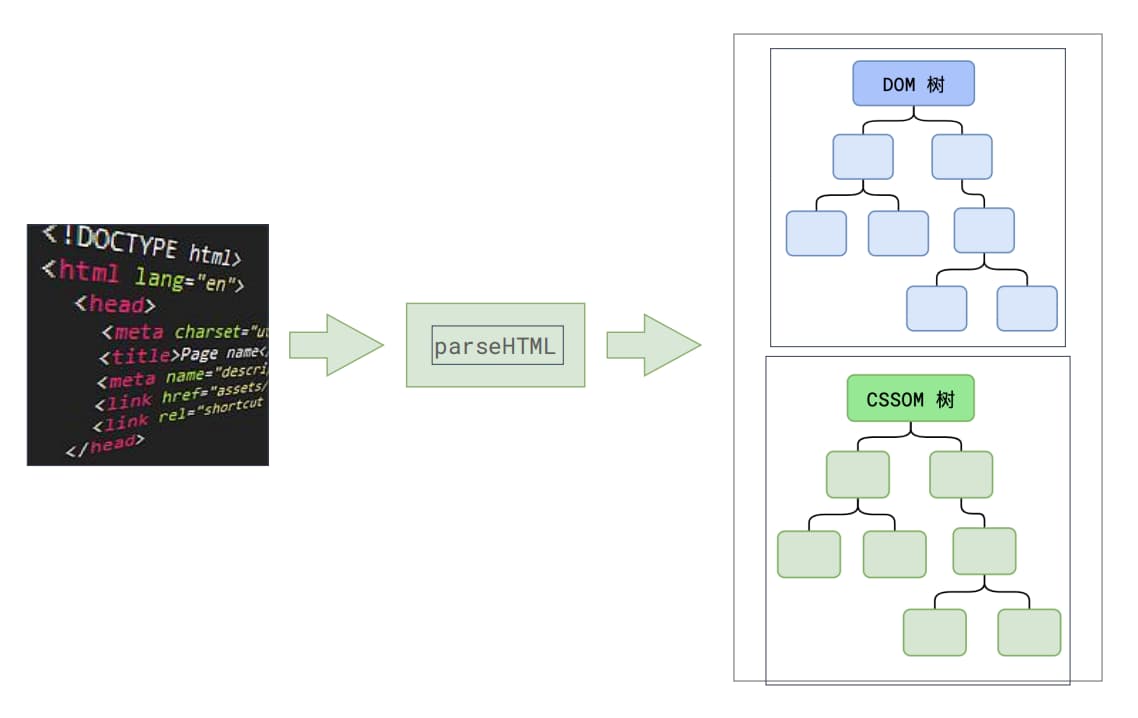 <!DOCTYPE html>
<html lang="en">
<head>
<meta charset="u
<title>Page name<
<meta name="descri
<link href="assets/
<link rel="shortcut
</head>
parseHTML
DOM 树
CSSOM 树